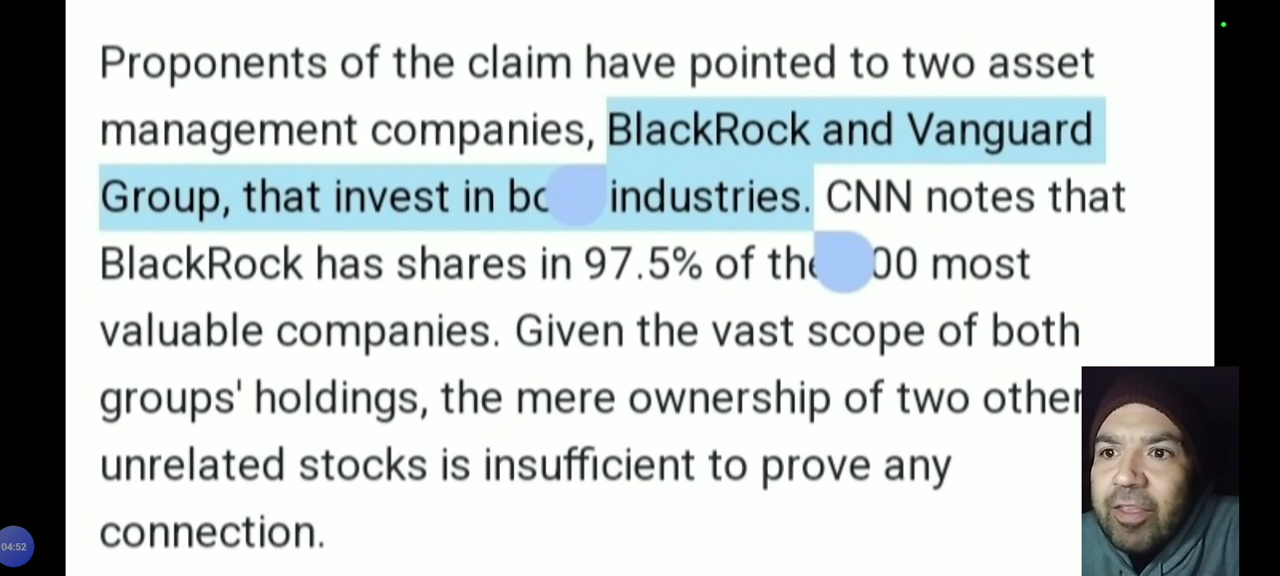 Proponents of the claim have pointed to two asset
management companies, BlackRock and Vanguard
Group, that invest in industries. CNN notes that
BlackRock has shares in 97.5% of the most
valuable companies. Given the vast scope of both
groups' holdings, the mere ownership of two other
unrelated stocks is insufficient to prove any
connection.
04:52